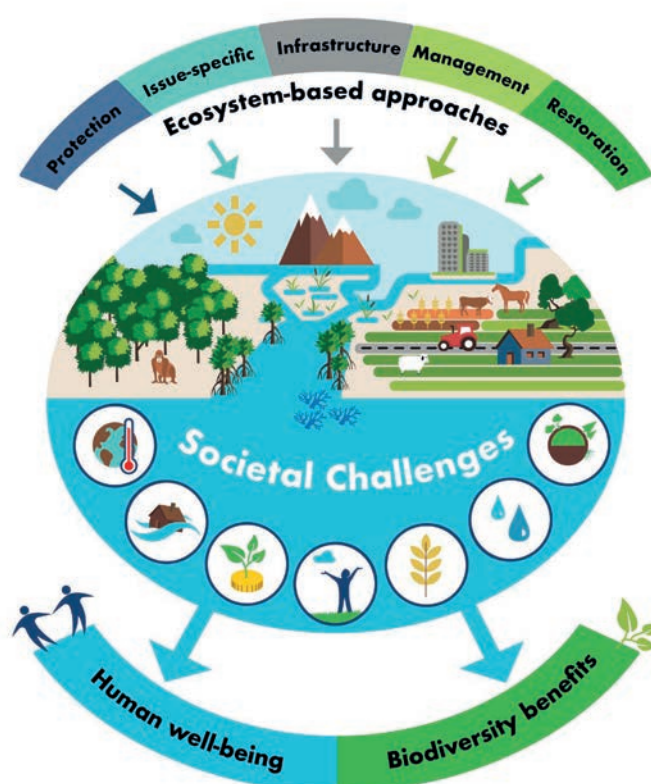 Protection
Issue-specific
Infrastructure
Management
Restoration
Ecosystem-based approaches
Societal Challenges
Human well-being
Biodiversity benefits